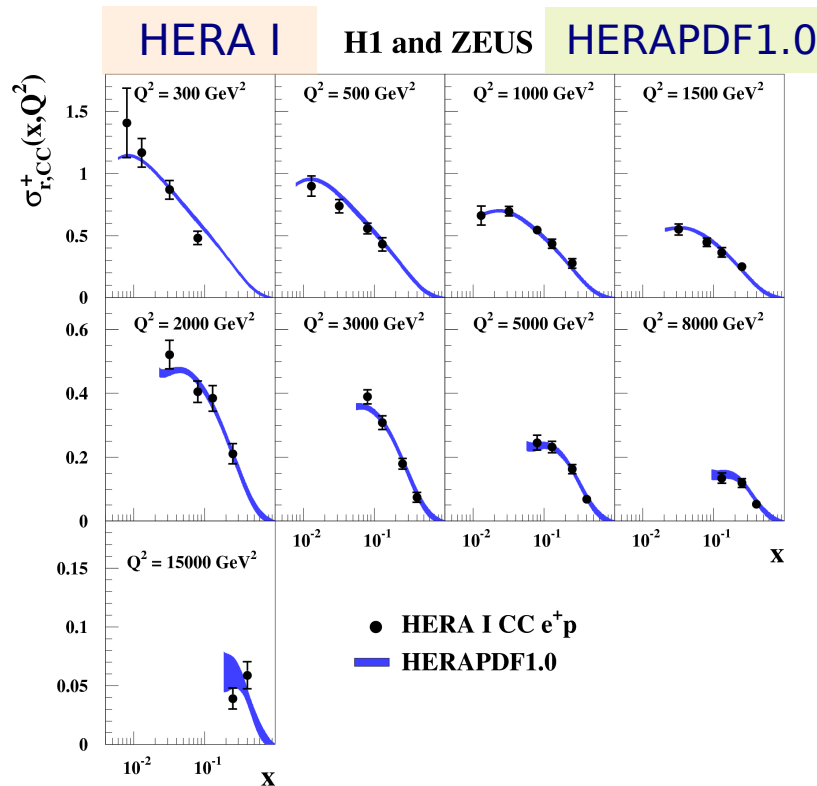 HERA I
H1 and ZEUS
HERAPDF1.0
σ⁺r,CC(x,Q²)
Q² = 300 GeV²
Q² = 500 GeV²
Q² = 1000 GeV²
Q² = 1500 GeV²
1.5
1
0.5
0
Q² = 2000 GeV²
Q² = 3000 GeV²
Q² = 5000 GeV²
Q² = 8000 GeV²
0.6
0.4
0.2
0
10⁻² 10⁻¹
10⁻² 10⁻¹
10⁻² 10⁻¹
x
Q² = 15000 GeV²
0.15
0.1
0.05
0
10⁻² 10⁻¹
x
HERA I CC e⁺p
HERAPDF1.0